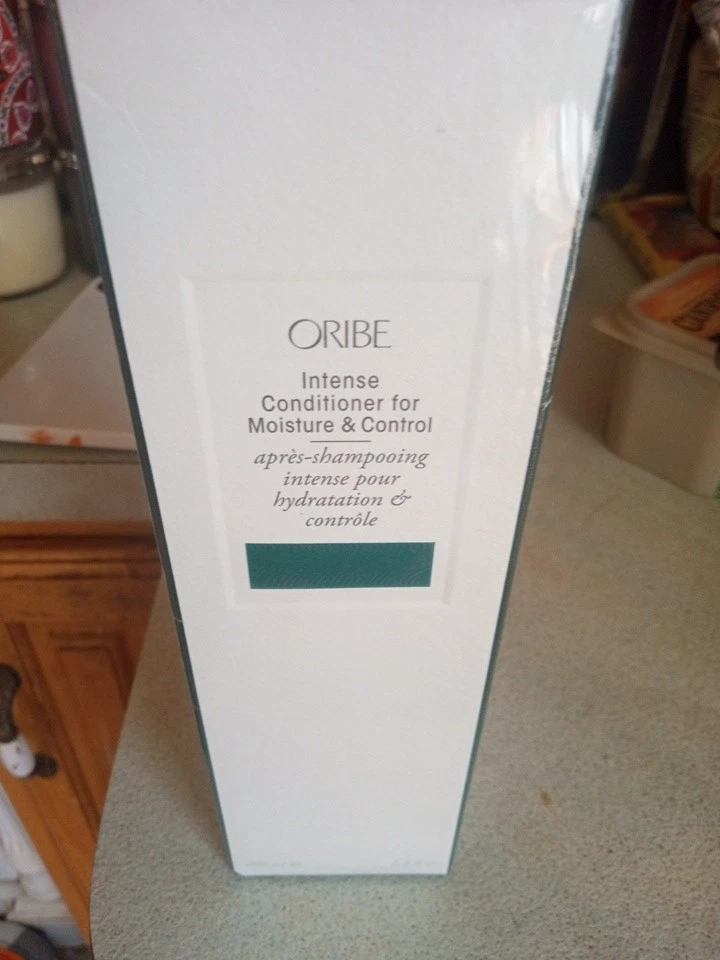 ORIBE
Intense
Conditioner for
Moisture & Control
après-shampooing
intense pour
hydratation &
contrôle